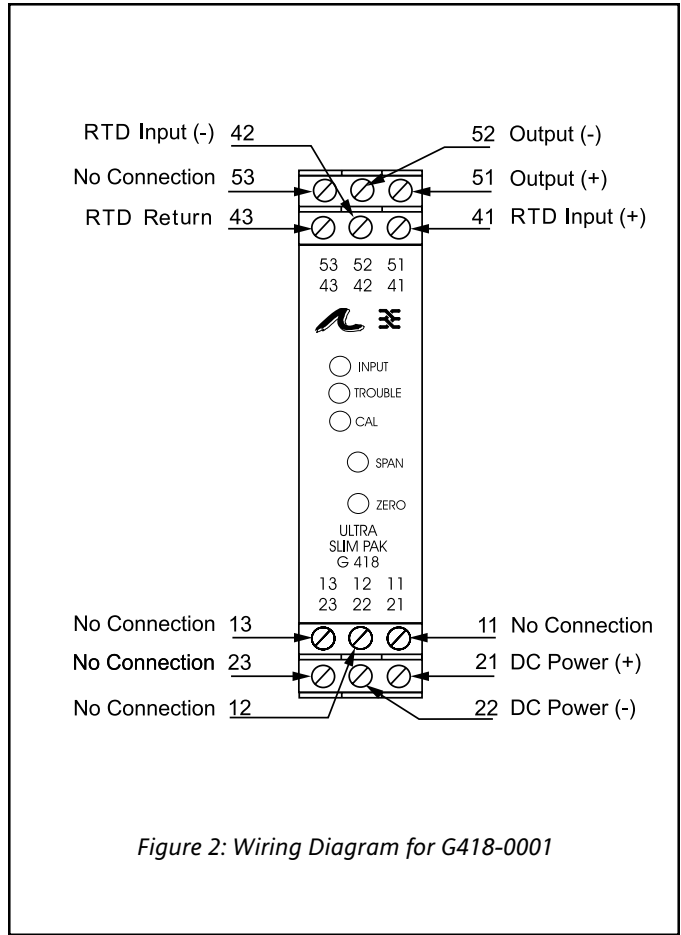 RTD Input (-) 42 52 Output (-)
No Connection 53 51 Output (+)
RTD Return 43 41 RTD Input (+)
53 52 51
43 42 41
INPUT
TROUBLE
CAL
SPAN
ZERO
ULTRA
SLIM PAK
G 418
13 12 11
23 22 21
No Connection 13 11 No Connection
No Connection 23 21 DC Power (+)
No Connection 12 22 DC Power (-)
Figure 2: Wiring Diagram for G418-0001